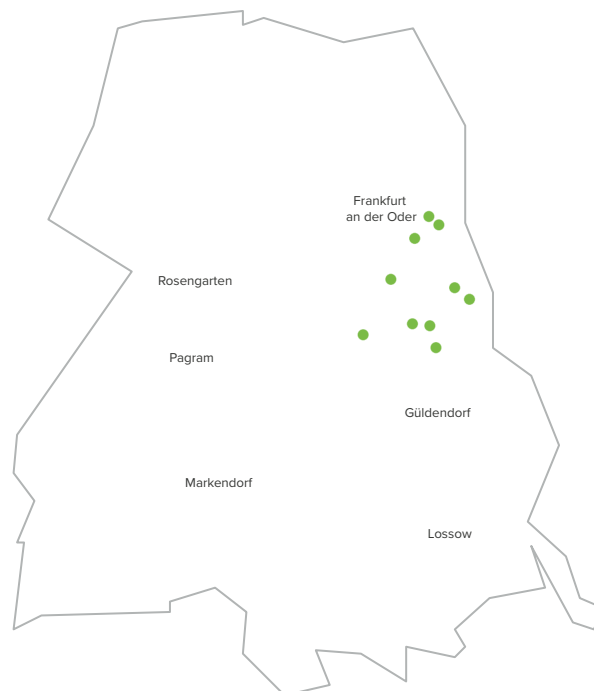 Frankfurt
an der Oder
Rosengarten
Pagram
Güldendorf
Markendorf
Lossow